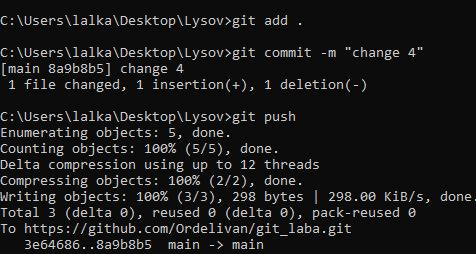 C:\Users\lalka\Desktop\Lysov>git add .
C:\Users\lalka\Desktop\Lysov>git commit -m "change 4"
[main 8a9b8b5] change 4
 1 file changed, 1 insertion(+), 1 deletion(-)
C:\Users\lalka\Desktop\Lysov>git push
Enumerating objects: 5, done.
Counting objects: 100% (5/5), done.
Delta compression using up to 12 threads
Compressing objects: 100% (2/2), done.
Writing objects: 100% (3/3), 298 bytes | 298.00 KiB/s, done.
Total 3 (delta 0), reused 0 (delta 0), pack-reused 0
To https://github.com/Ordelivan/git_laba.git
   3e64686..8a9b8b5  main -> main